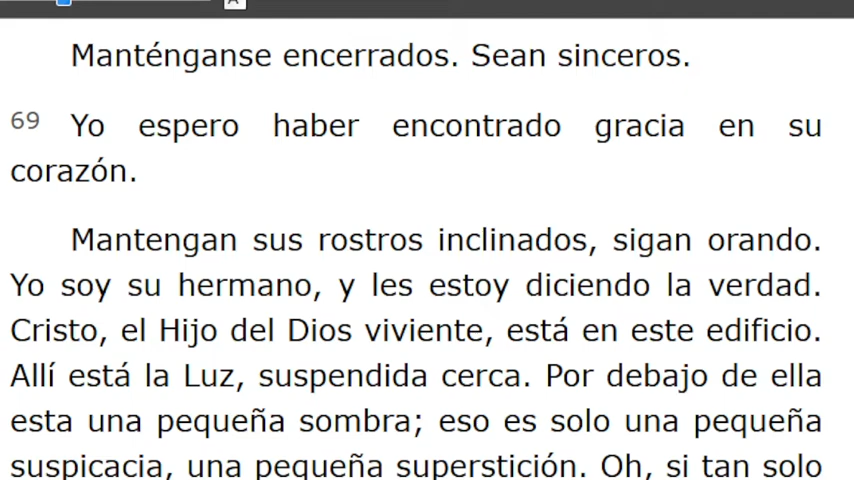 Manténganse encerrados. Sean sinceros.
69 Yo espero haber encontrado gracia en su
corazón.
Mantengan sus rostros inclinados, sigan orando.
Yo soy su hermano, y les estoy diciendo la verdad.
Cristo, el Hijo del Dios viviente, está en este edificio.
Allí está la Luz, suspendida cerca. Por debajo de ella
esta una pequeña sombra; eso es solo una pequeña
suspicacia, una pequeña superstición. Oh, si tan solo